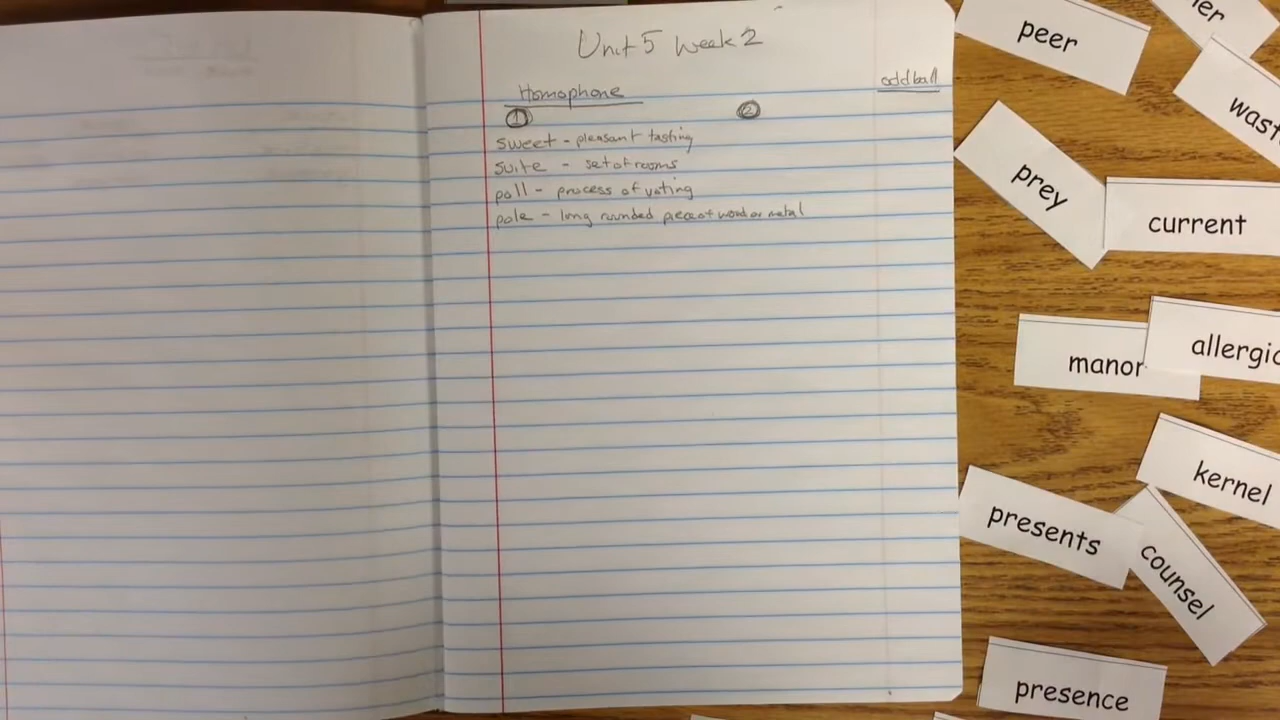 Unit 5 Week 2
Homophone
oddball
1
2
sweet - pleasant tasting
suite - set of rooms
poll - process of voting
pole - long rounded piece of wood or metal
peer
prey
current
manor
allergic
kernel
presents
counsel
presence